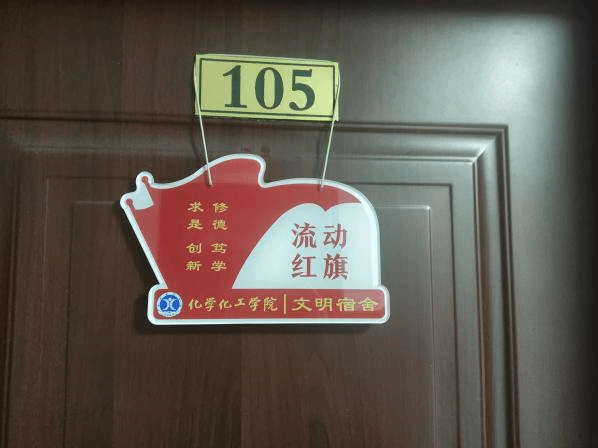 105
求是 修德
创新 笃学
流动
红旗
化学化工学院|文明宿舍